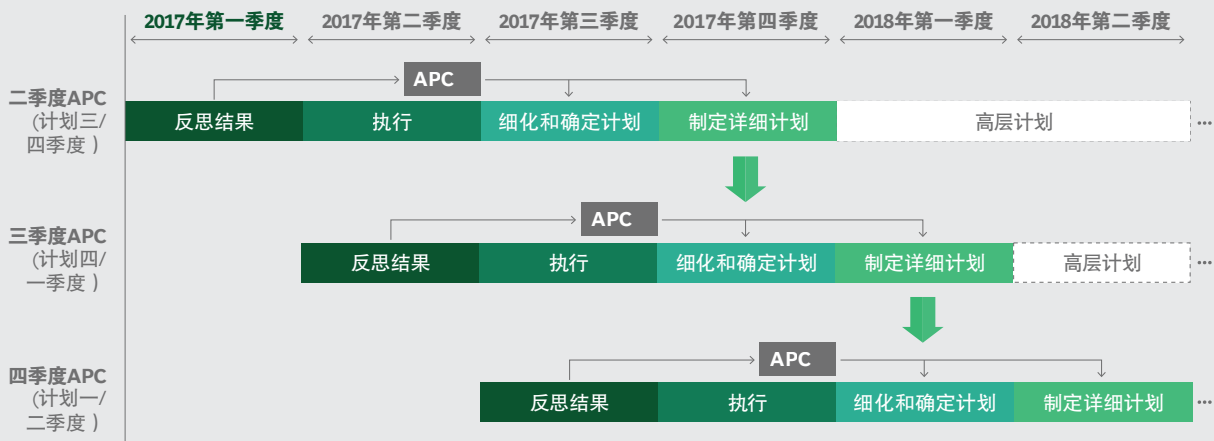 2017年第一季度 2017年第二季度 2017年第三季度 2017年第四季度 2018年第一季度 2018年第二季度
APC
二季度APC
(计划三/
四季度 )
反思结果 执行 细化和确定计划 制定详细计划 高层计划 ...
APC
三季度APC
(计划四/
一季度 )
反思结果 执行 细化和确定计划 制定详细计划 高层计划 ...
APC
四季度APC
(计划一/
二季度 )
反思结果 执行 细化和确定计划 制定详细计划 ...